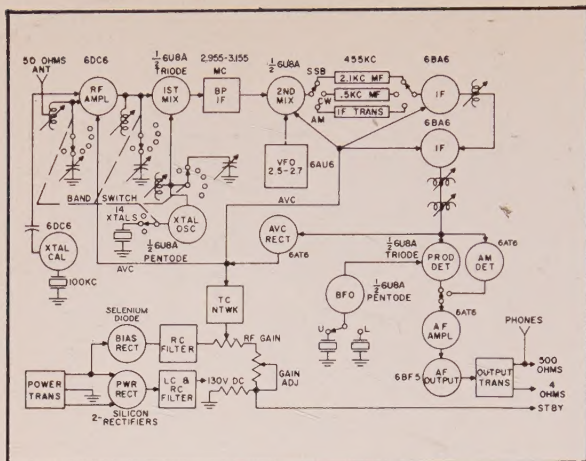 50 OHMS
ANT
6DC6
RF
AMPL
½ 6U8A
TRIODE
1ST
MIX
2,955-3,155
MC
BP
IF
½ 6U8A
2ND
MIX
SSB
CW
AM
455KC
2.1KC MF
.5KC MF
IF TRANS
6BA6
IF
6BA6
IF
VFO
2.5-2.7
6AU6
AVC
BAND SWITCH
14
XTALS
XTAL
OSC
½ 6U8A
PENTODE
6DC6
XTAL
CAL
100KC
AVC
AVC
RECT
6AT6
½ 6U8A
TRIODE
PROD
DET
AM
DET
6AT6
BFO
½ 6U8A
PENTODE
U
L
TC
NTWK
SELENIUM
DIODE
BIAS
RECT
RC
FILTER
RF GAIN
GAIN
ADJ
6AT6
AF
AMPL
PHONES
POWER
TRANS
PWR
RECT
LC &
RC
FILTER
130V DC
2-
SILICON
RECTIFIERS
6BF5
AF
OUTPUT
OUTPUT
TRANS
500
OHMS
4
OHMS
STBY